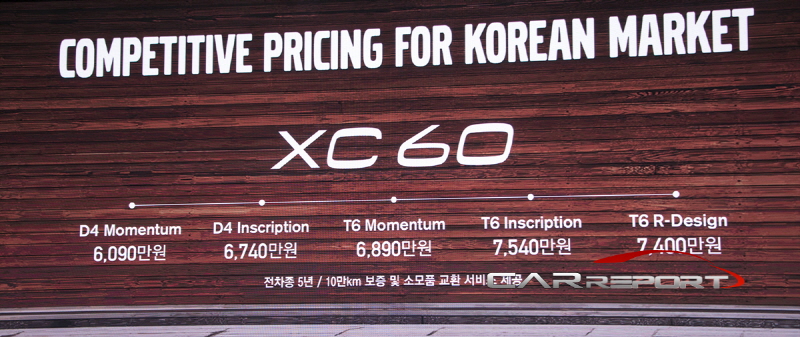 COMPETITIVE PRICING FOR KOREAN MARKET
XC60
D4 Momentum D4 Inscription T6 Momentum T6 Inscription T6 R-Design
6,090만원 6,740만원 6,890만원 7,540만원 7,400만원
전차종 5년 / 10만km 보증 및 소모품 교환 서비스 제공
CARREPORT